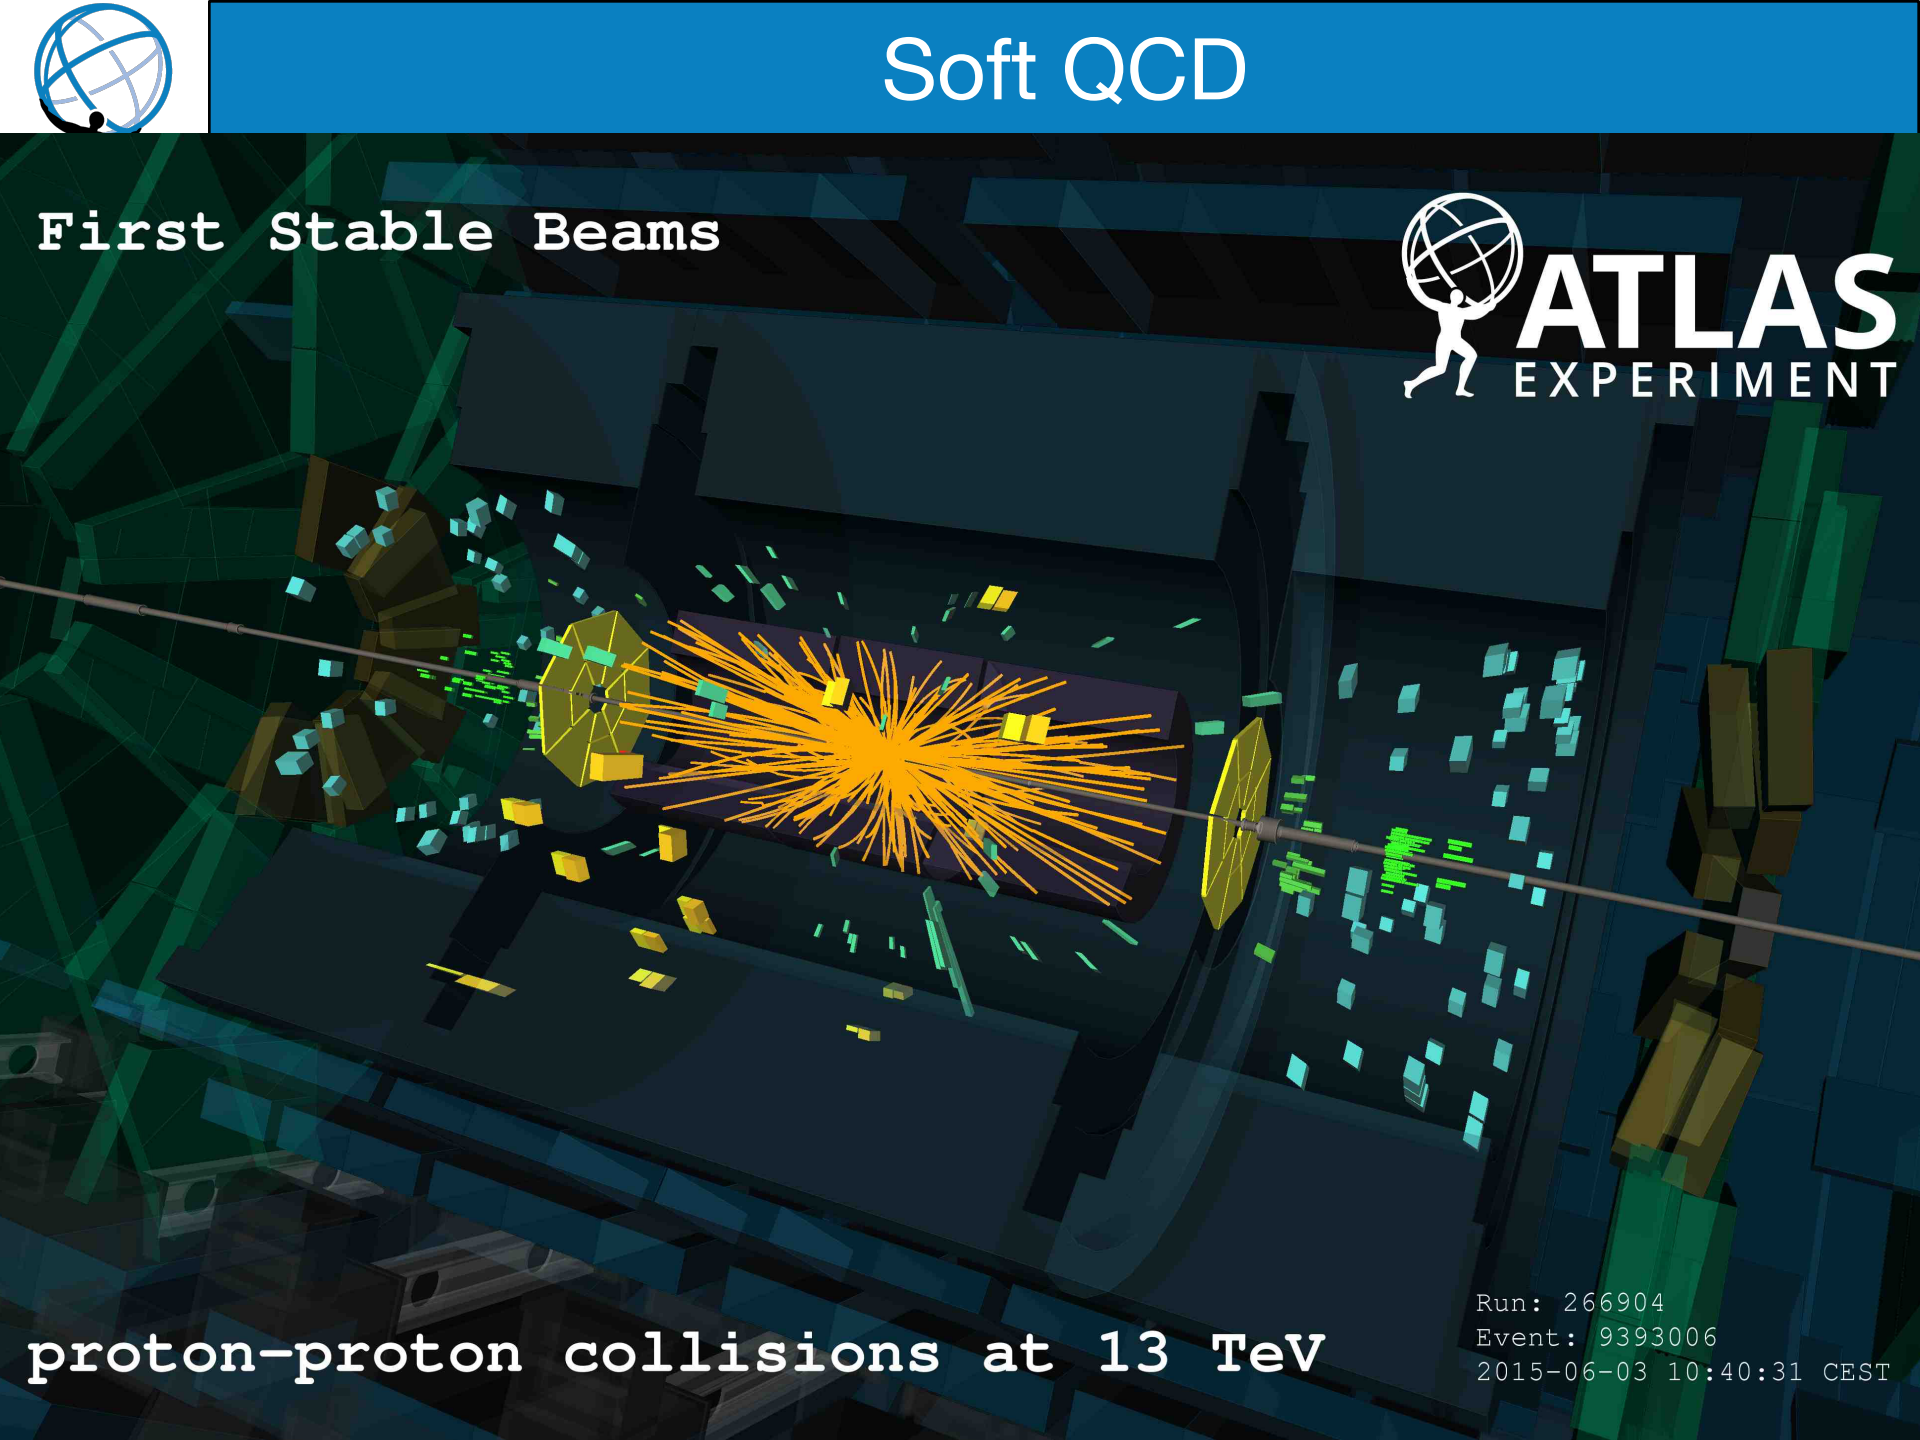 Soft QCD
First Stable Beams
ATLAS
EXPERIMENT
Run: 266904
Event: 9393006
2015-06-03 10:40:31 CEST
proton-proton collisions at 13 TeV